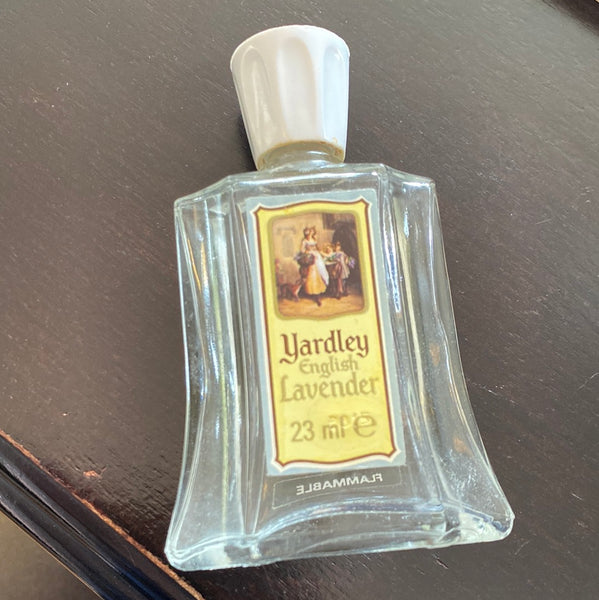 Yardley
English
Lavender
23 ml e
FLAMMABLE